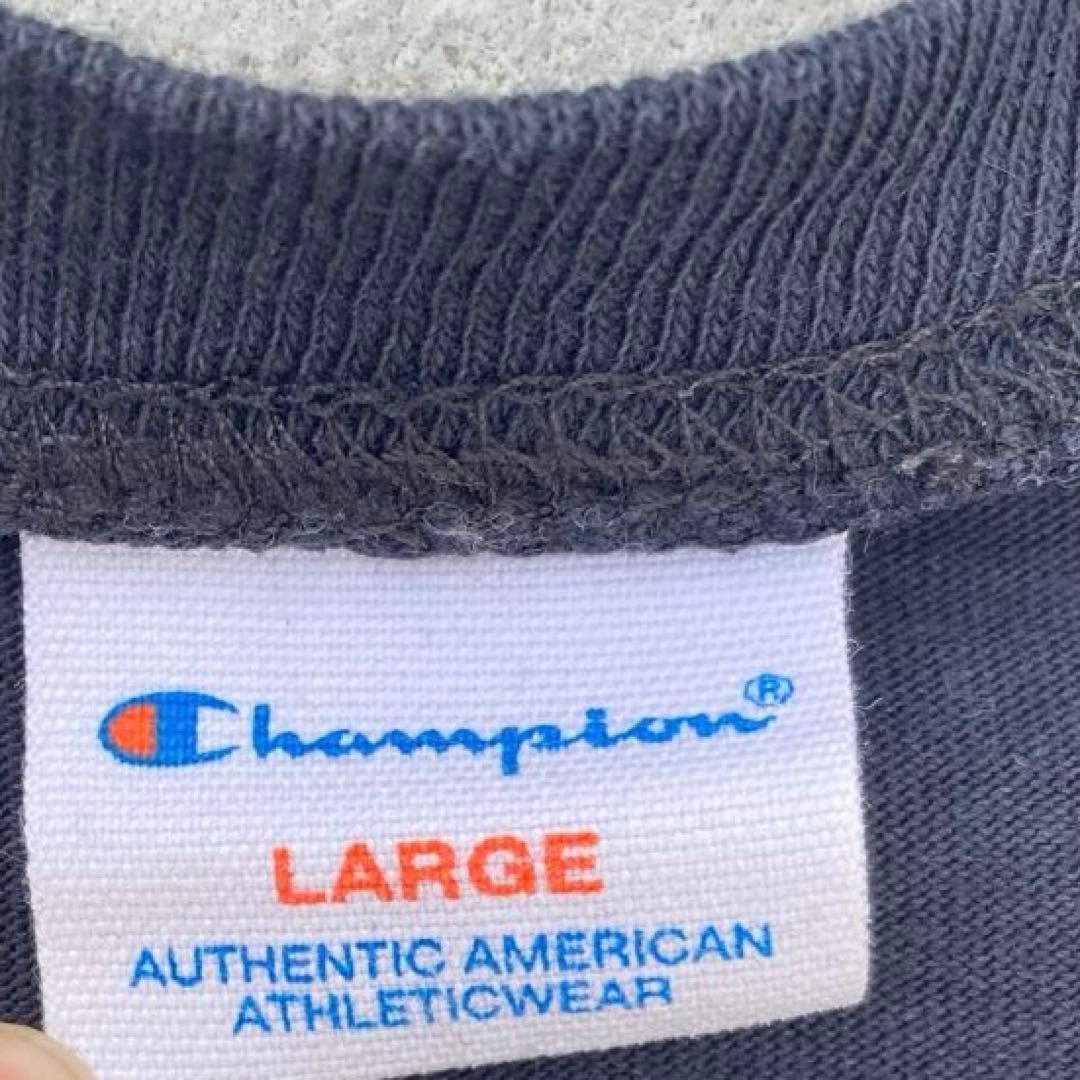 Champion®
LARGE
AUTHENTIC AMERICAN
ATHLETICWEAR